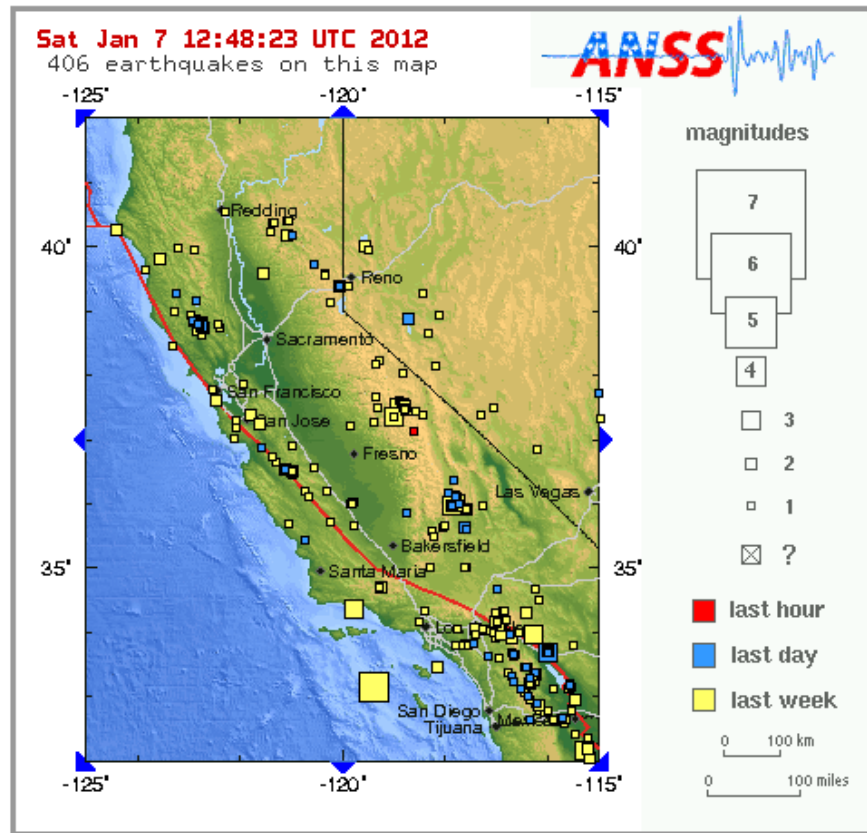 Sat Jan 7 12:48:23 UTC 2012
406 earthquakes on this map
ANSS
-125° -120° -115°
magnitudes
7
Redding
40° 40°
6
Reno
5
Sacramento
4
San Francisco
San Jose
3
Fresno
2
Las Vegas
1
Bakersfield
?
35° 35°
Santa Maria
last hour
last day
last week
San Diego
Tijuana
0 100 km
0 100 miles
-125° -120° -115°